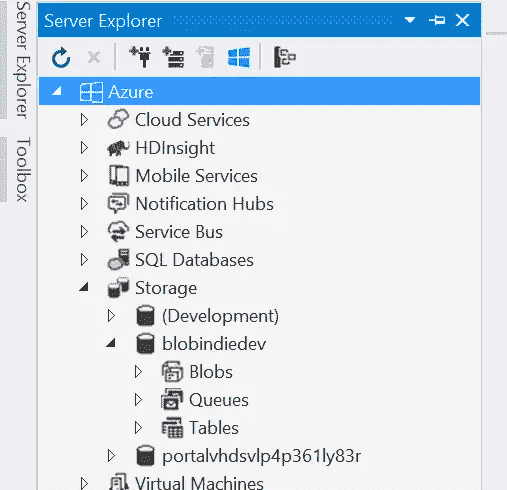 Server Explorer
Toolbox
Server Explorer
Azure
Cloud Services
HDInsight
Mobile Services
Notification Hubs
Service Bus
SQL Databases
Storage
(Development)
blobindiedev
Blobs
Queues
Tables
portalvhdsvlp4p361ly83r
Virtual Machines